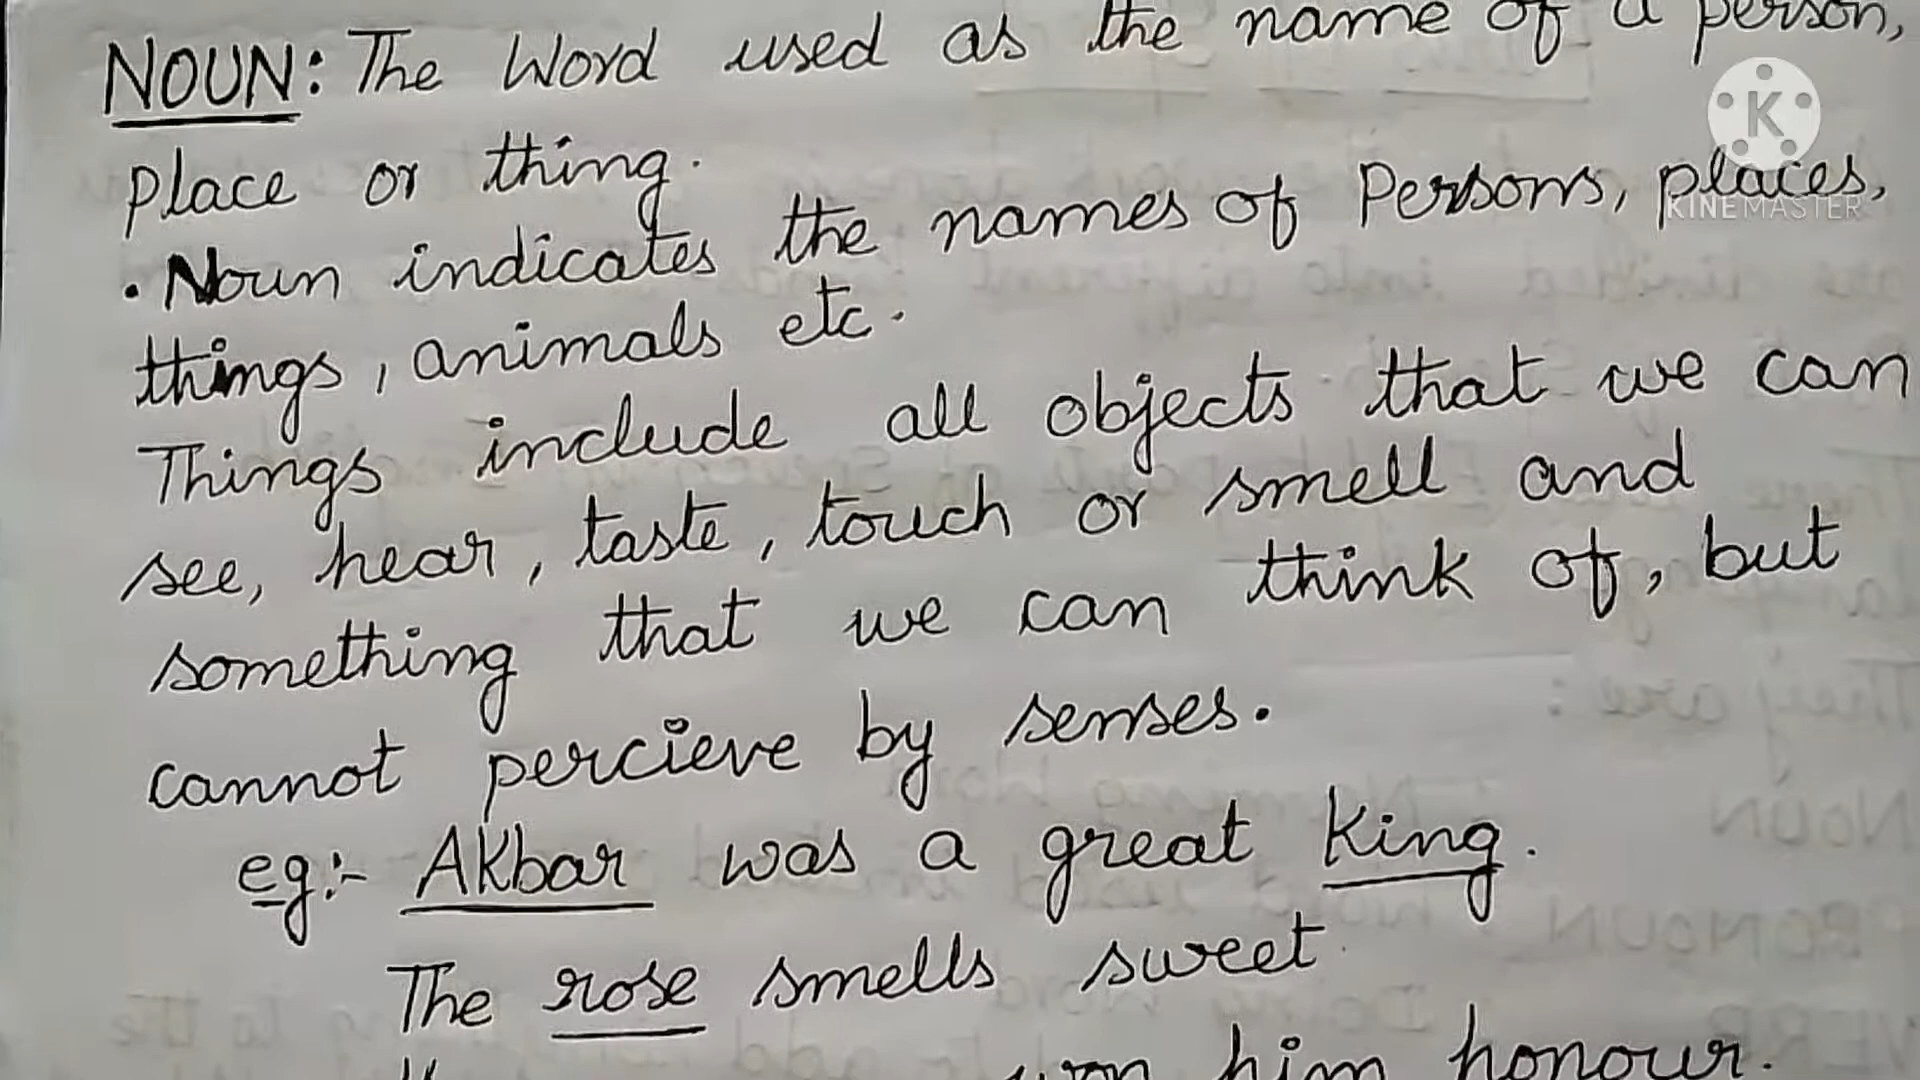 NOUN: The Word used as the name of a person,
place or thing.
• Noun indicates the names of Persons, places,
things, animals etc.
Things include all objects that we can
see, hear, taste, touch or smell and
something that we can think of, but
cannot percieve by senses.
eg:- Akbar was a great King.
The rose smells sweet
won him honour.
K
KINEMASTER